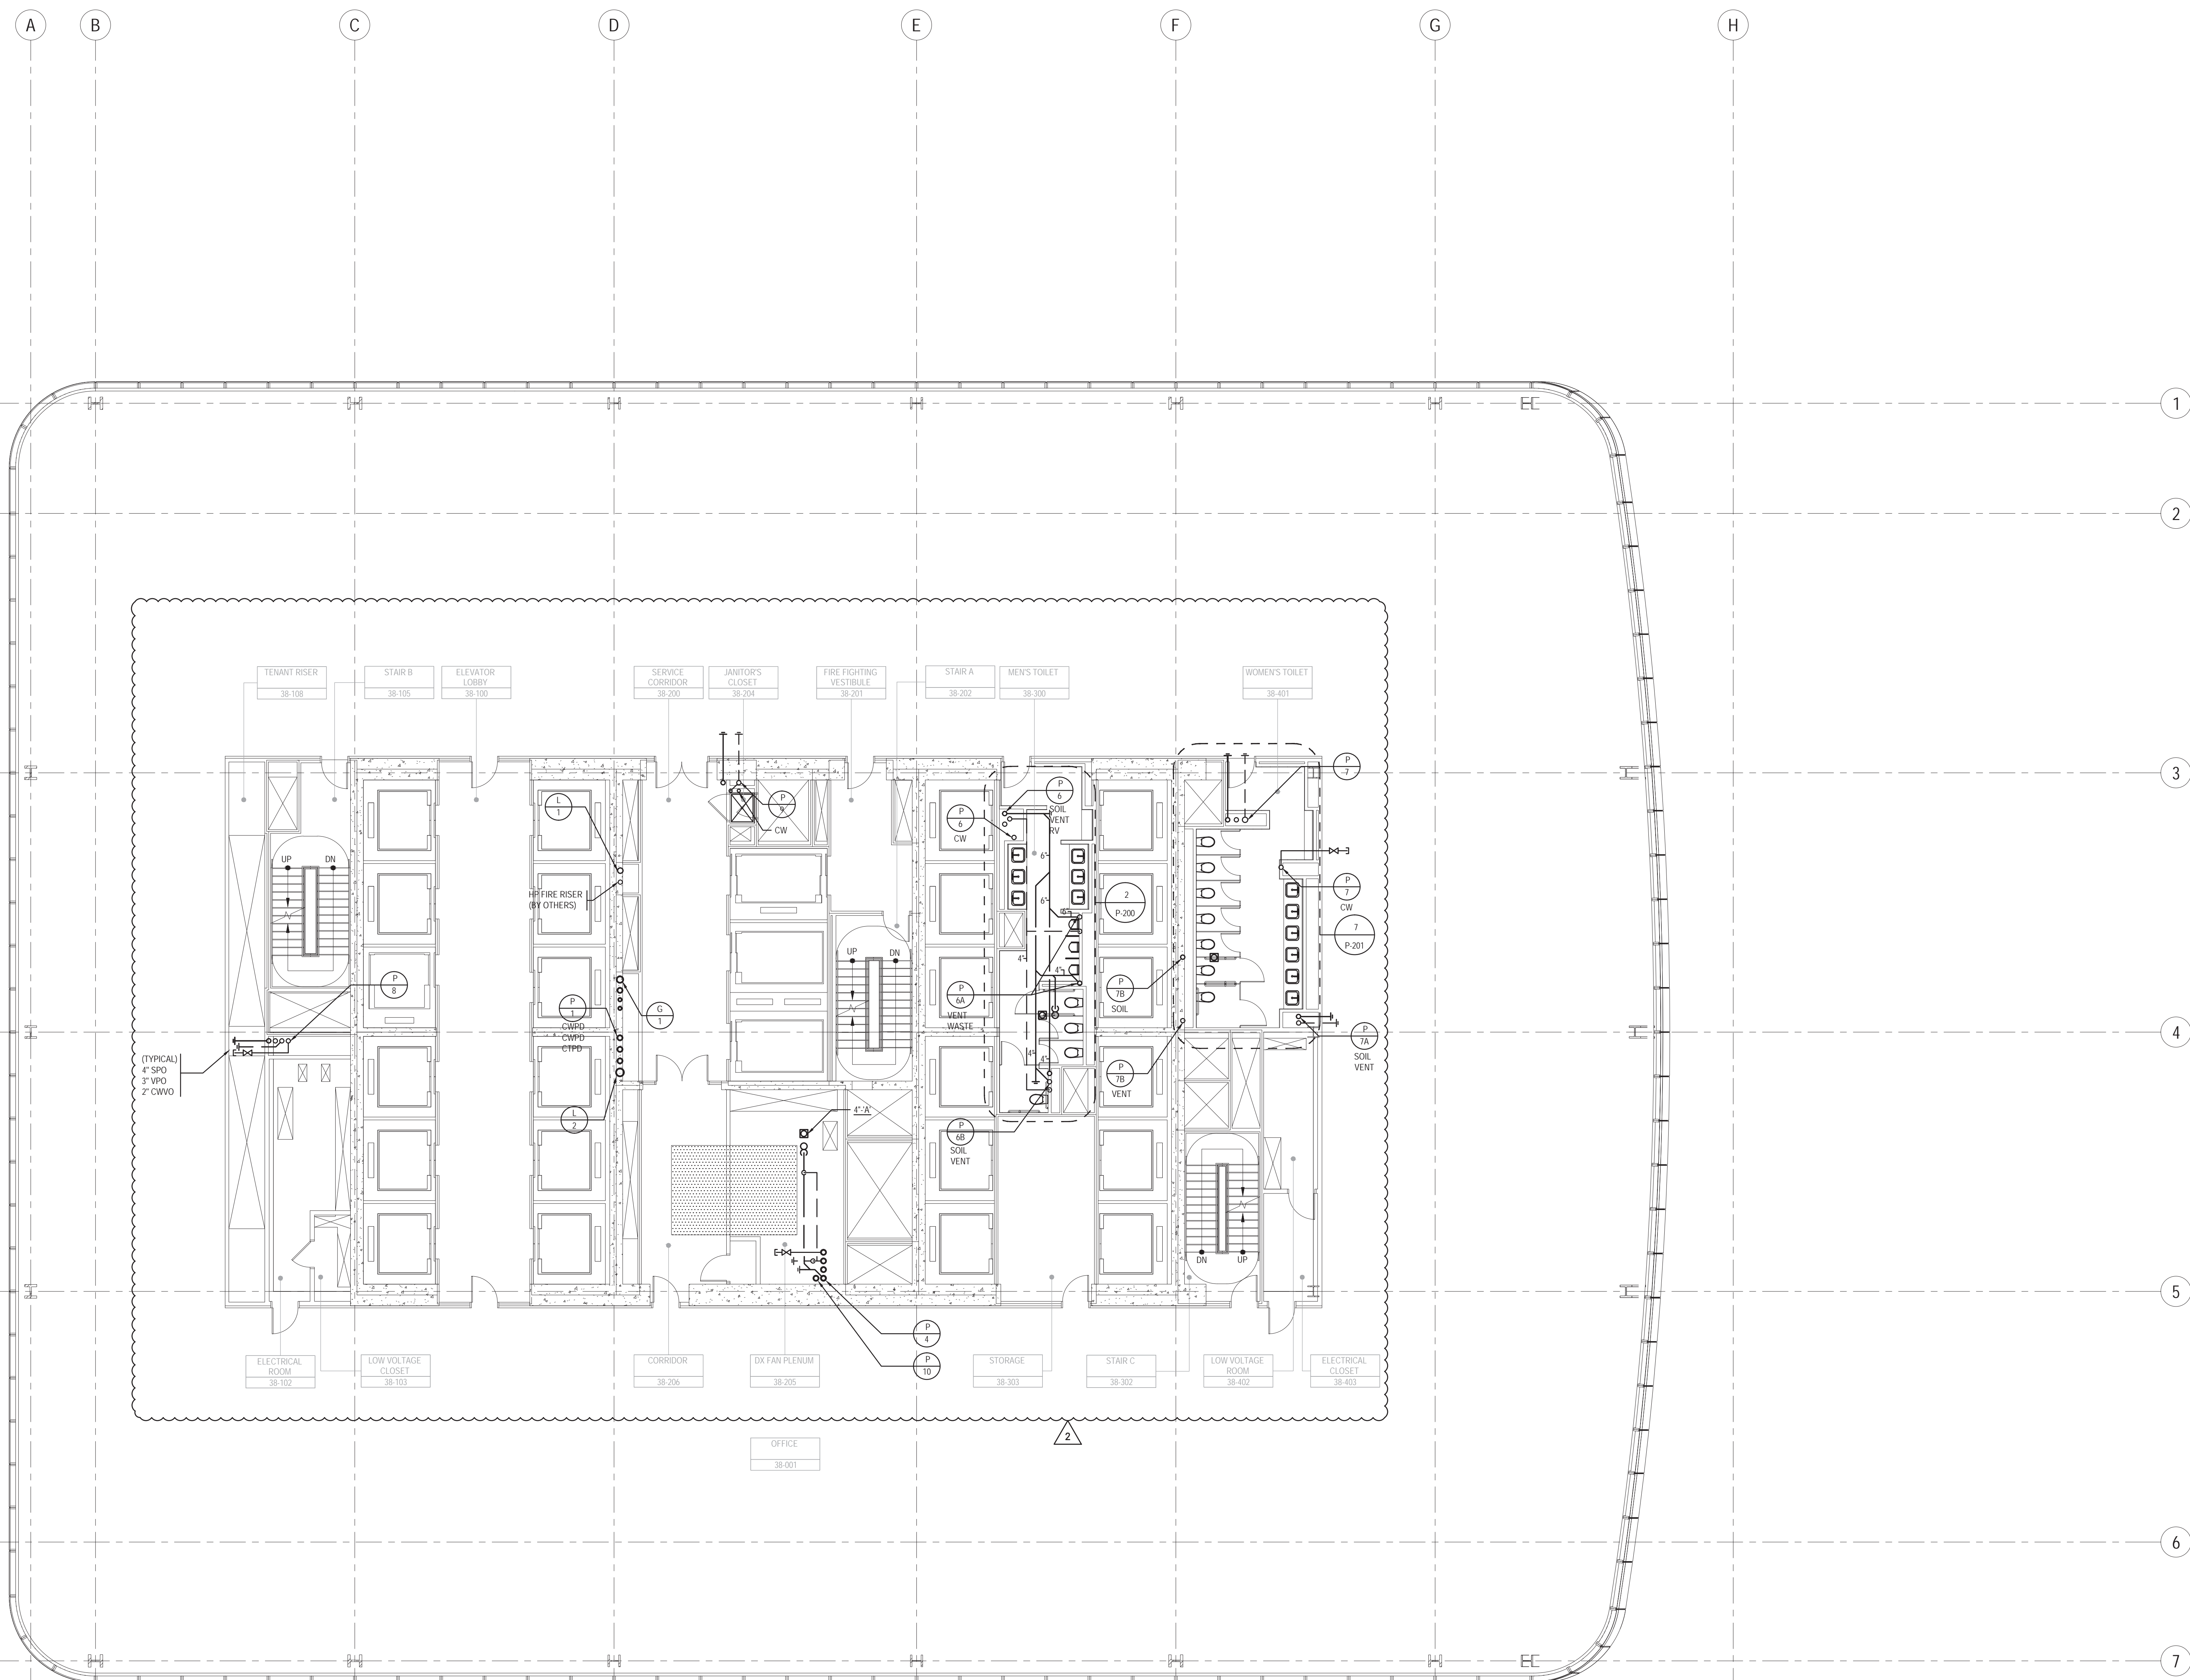 A
B
C
D
E
F
G
H
1
2
3
4
5
6
7
TENANT RISER
38-108
STAIR B
38-105
ELEVATOR
LOBBY
38-100
SERVICE
CORRIDOR
38-200
JANITOR'S
CLOSET
38-204
FIRE FIGHTING
VESTIBULE
38-201
STAIR A
38-202
MEN'S TOILET
38-300
WOMEN'S TOILET
38-401
P
7
L
1
P
9
CW
P
6
CW
P
6
SOIL
VENT
RV
UP
DN
6"
6"
6"
HP FIRE RISER
(BY OTHERS)
2
P-200
P
7
CW
7
P-201
UP
DN
4"
4"
P
8
P
1
CWPD
CWPD
CTPD
G
1
P
6A
VENT
WASTE
P
7B
SOIL
(TYPICAL)
4" SPO
3" VPO
2" CWVO
4"
4"
P
7A
SOIL
VENT
P
7B
VENT
L
2
4"-'A'
P
6B
SOIL
VENT
DN
UP
P
4
P
10
ELECTRICAL
ROOM
38-102
LOW VOLTAGE
CLOSET
38-103
CORRIDOR
38-206
DX FAN PLENUM
38-205
STORAGE
38-303
STAIR C
38-302
LOW VOLTAGE
ROOM
38-402
ELECTRICAL
CLOSET
38-403
2
OFFICE
38-001